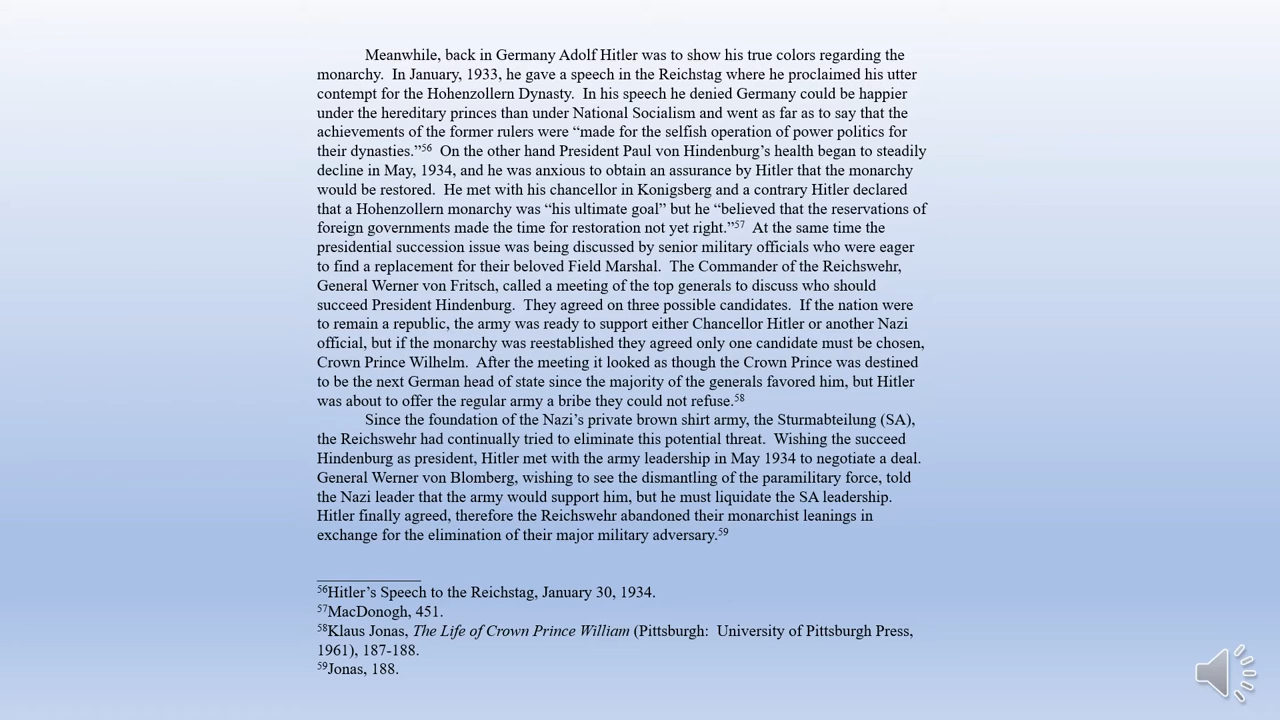 Meanwhile, back in Germany Adolf Hitler was to show his true colors regarding the
monarchy.  In January, 1933, he gave a speech in the Reichstag where he proclaimed his utter
contempt for the Hohenzollern Dynasty.  In his speech he denied Germany could be happier
under the hereditary princes than under National Socialism and went as far as to say that the
achievements of the former rulers were “made for the selfish operation of power politics for
their dynasties.”⁵⁶  On the other hand President Paul von Hindenburg’s health began to steadily
decline in May, 1934, and he was anxious to obtain an assurance by Hitler that the monarchy
would be restored.  He met with his chancellor in Konigsberg and a contrary Hitler declared
that a Hohenzollern monarchy was “his ultimate goal” but he “believed that the reservations of
foreign governments made the time for restoration not yet right.”⁵⁷  At the same time the
presidential succession issue was being discussed by senior military officials who were eager
to find a replacement for their beloved Field Marshal.  The Commander of the Reichswehr,
General Werner von Fritsch, called a meeting of the top generals to discuss who should
succeed President Hindenburg.  They agreed on three possible candidates.  If the nation were
to remain a republic, the army was ready to support either Chancellor Hitler or another Nazi
official, but if the monarchy was reestablished they agreed only one candidate must be chosen,
Crown Prince Wilhelm.  After the meeting it looked as though the Crown Prince was destined
to be the next German head of state since the majority of the generals favored him, but Hitler
was about to offer the regular army a bribe they could not refuse.⁵⁸
Since the foundation of the Nazi’s private brown shirt army, the Sturmabteilung (SA),
the Reichswehr had continually tried to eliminate this potential threat.  Wishing the succeed
Hindenburg as president, Hitler met with the army leadership in May 1934 to negotiate a deal.
General Werner von Blomberg, wishing to see the dismantling of the paramilitary force, told
the Nazi leader that the army would support him, but he must liquidate the SA leadership.
Hitler finally agreed, therefore the Reichswehr abandoned their monarchist leanings in
exchange for the elimination of their major military adversary.⁵⁹
⁵⁶Hitler’s Speech to the Reichstag, January 30, 1934.
⁵⁷MacDonogh, 451.
⁵⁸Klaus Jonas, The Life of Crown Prince William (Pittsburgh:  University of Pittsburgh Press,
1961), 187-188.
⁵⁹Jonas, 188.